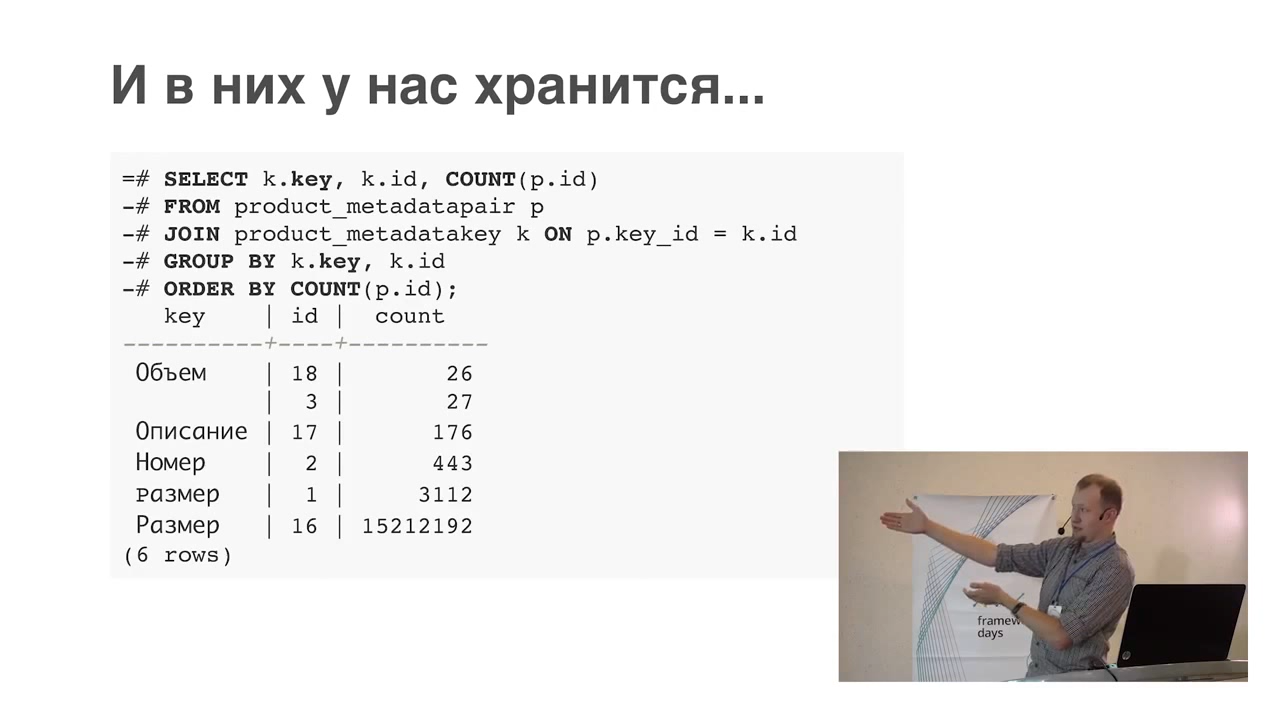 И в них у нас хранится...
=# SELECT k.key, k.id, COUNT(p.id)
-# FROM product_metadatapair p
-# JOIN product_metadatakey k ON p.key_id = k.id
-# GROUP BY k.key, k.id
-# ORDER BY COUNT(p.id);
key | id | count
----------+----+----------
Объем | 18 | 26
| 3 | 27
Описание | 17 | 176
Номер | 2 | 443
размер | 1 | 3112
Размер | 16 | 15212192
(6 rows)
days